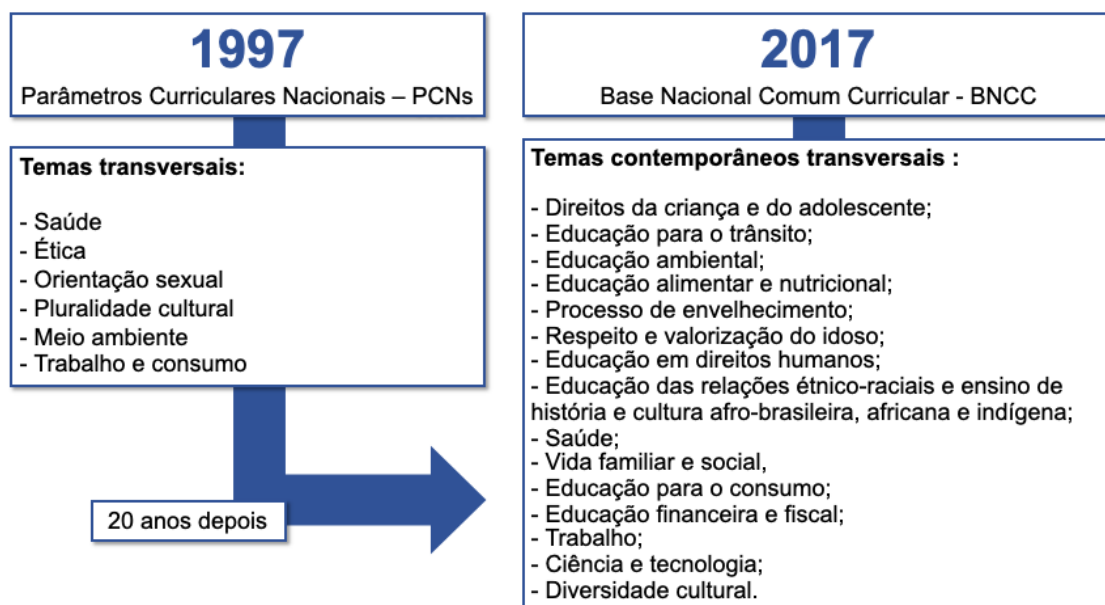 1997
Parâmetros Curriculares Nacionais – PCNs
Temas transversais:
- Saúde
- Ética
- Orientação sexual
- Pluralidade cultural
- Meio ambiente
- Trabalho e consumo
20 anos depois
2017
Base Nacional Comum Curricular - BNCC
Temas contemporâneos transversais :
- Direitos da criança e do adolescente;
- Educação para o trânsito;
- Educação ambiental;
- Educação alimentar e nutricional;
- Processo de envelhecimento;
- Respeito e valorização do idoso;
- Educação em direitos humanos;
- Educação das relações étnico-raciais e ensino de
história e cultura afro-brasileira, africana e indígena;
- Saúde;
- Vida familiar e social,
- Educação para o consumo;
- Educação financeira e fiscal;
- Trabalho;
- Ciência e tecnologia;
- Diversidade cultural.